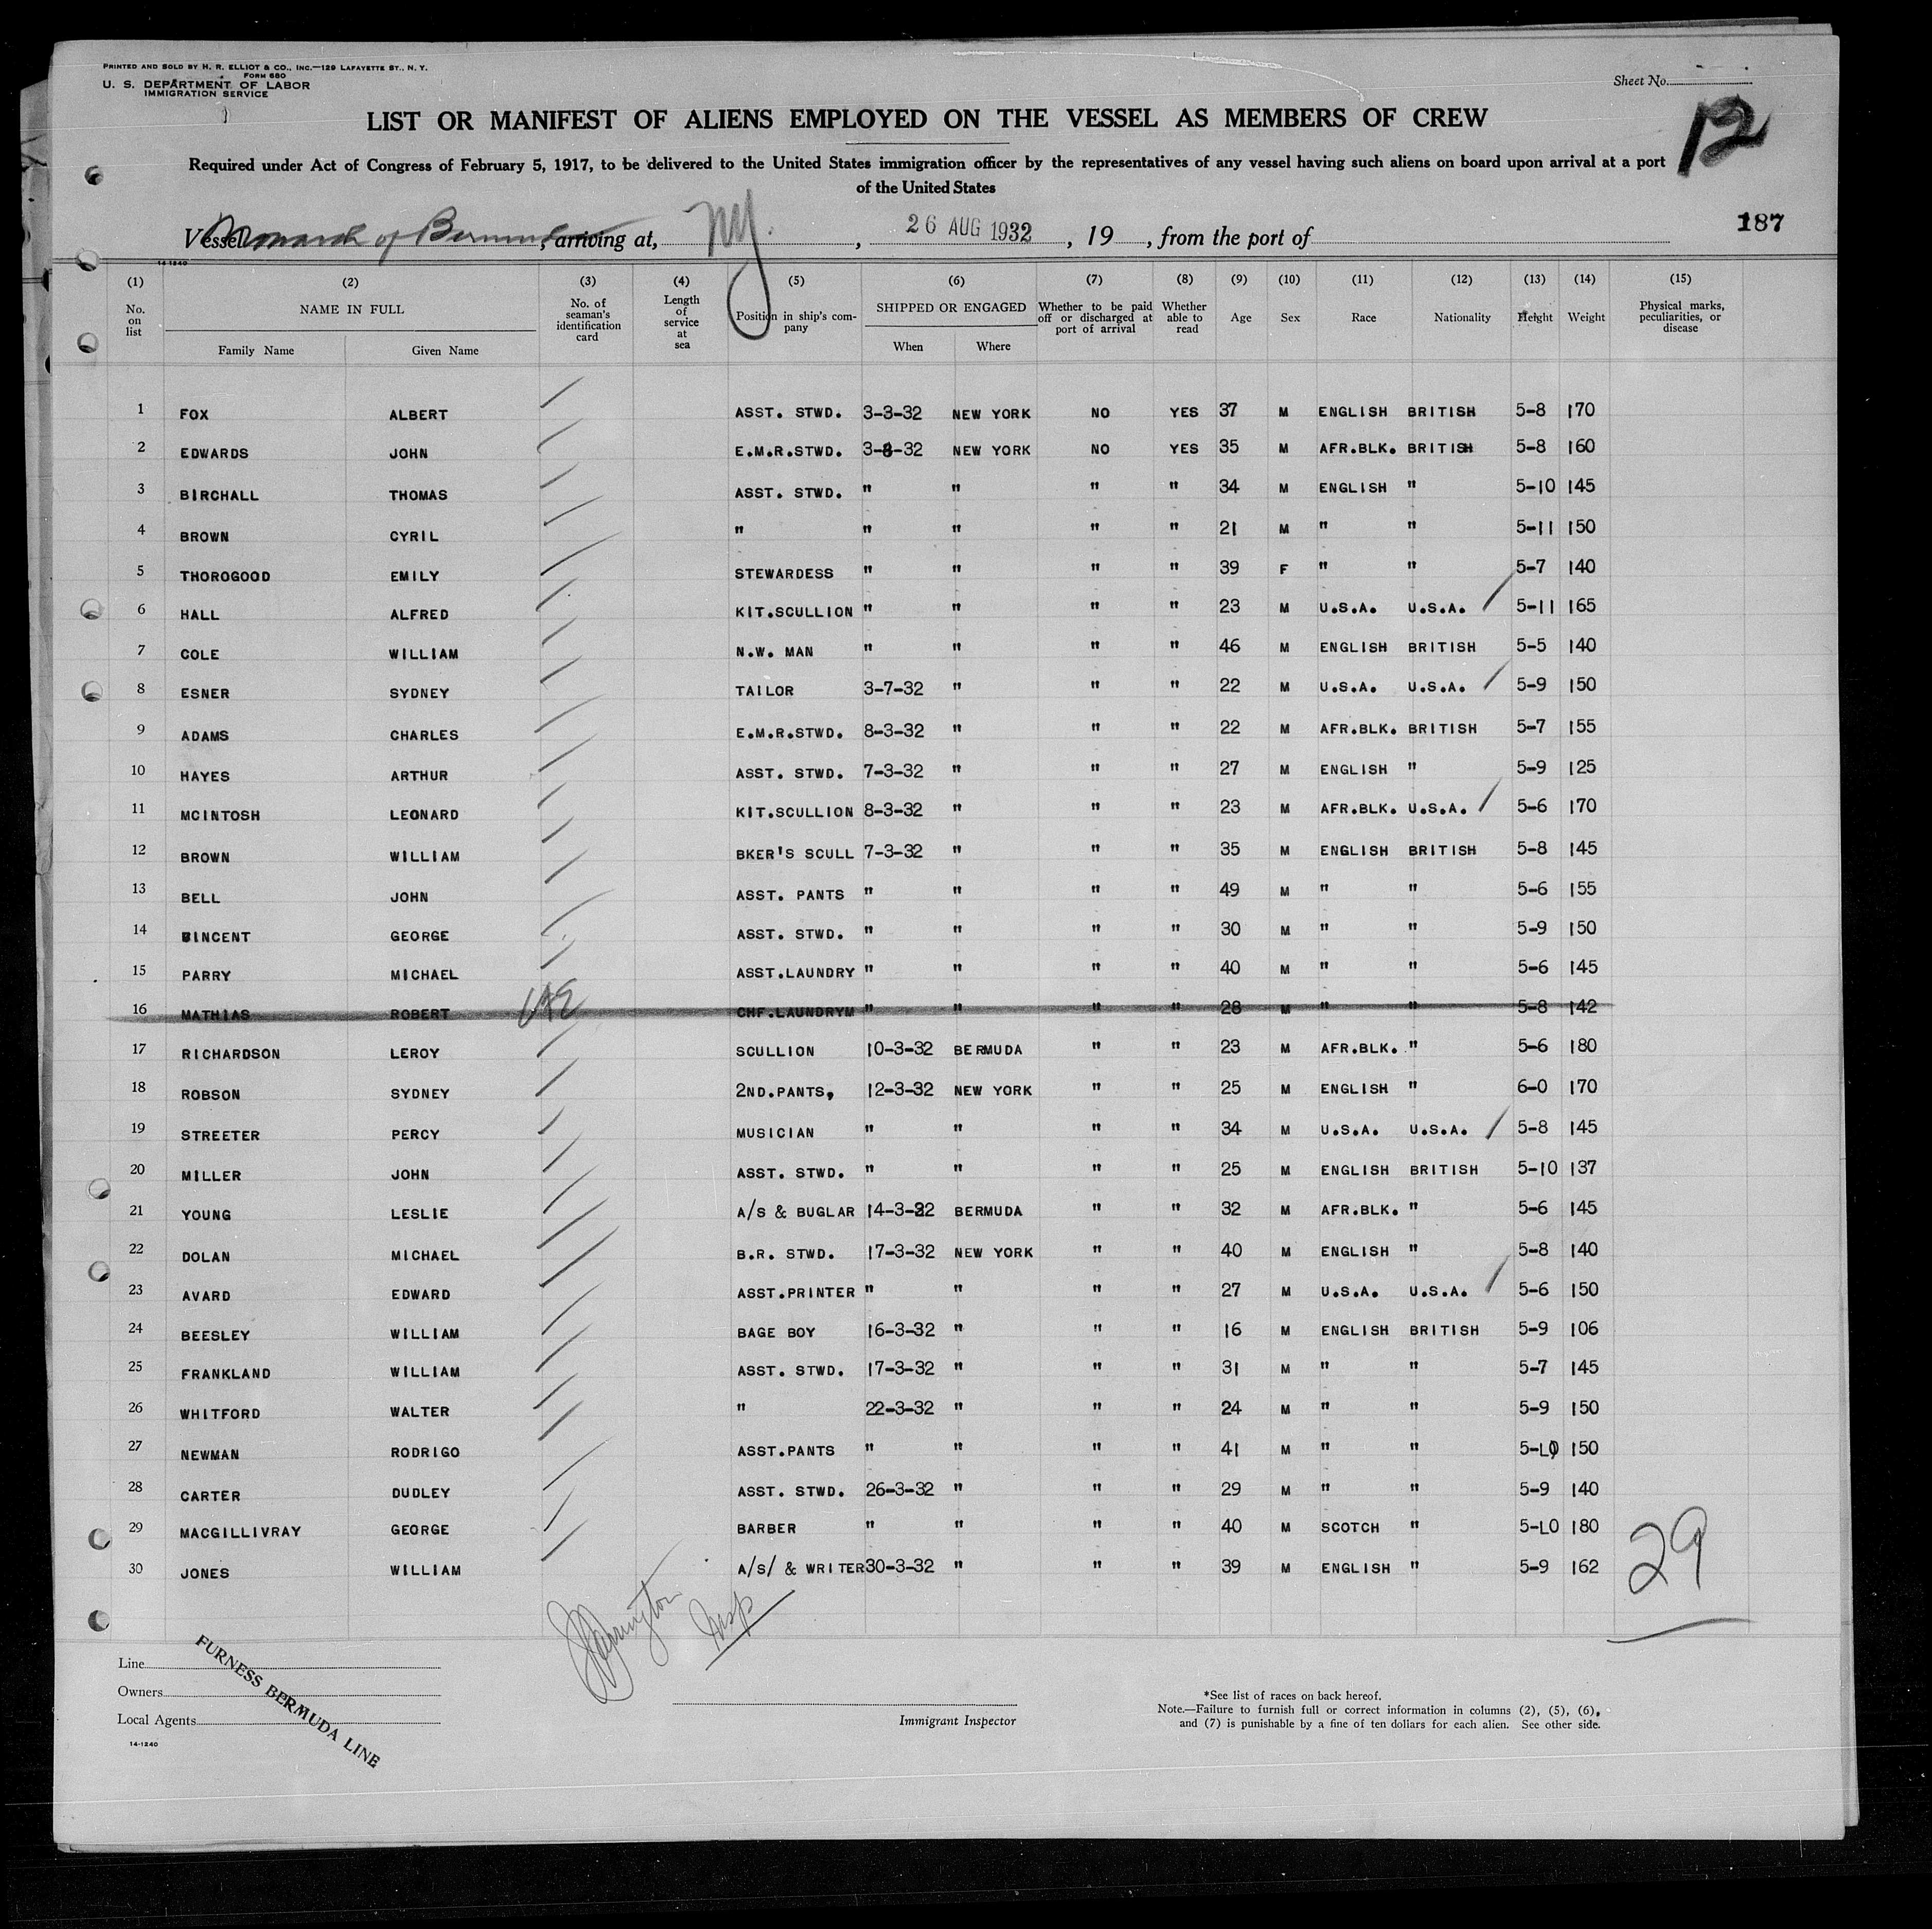 PRINTED AND SOLD BY H. R. ELLIOT & CO., INC.—129 LAFAYETTE ST., N. Y.
FORM 680
U. S. DEPARTMENT OF LABOR
IMMIGRATION SERVICE
Sheet No.
12
LIST OR MANIFEST OF ALIENS EMPLOYED ON THE VESSEL AS MEMBERS OF CREW
Required under Act of Congress of February 5, 1917, to be delivered to the United States immigration officer by the representatives of any vessel having such aliens on board upon arrival at a port
of the United States
Vessel Monarch of Bermuda, arriving at, NY. , 26 AUG 1932 , 19 , from the port of 187
14-1240
(1) (2) (3) (4) (5) (6) (7) (8) (9) (10) (11) (12) (13) (14) (15)
No. on list NAME IN FULL Family Name Given Name No. of seaman's identification card Length of service at sea Position in ship's company SHIPPED OR ENGAGED When Where Whether to be paid off or discharged at port of arrival Whether able to read Age Sex Race Nationality Height Weight Physical marks, peculiarities, or disease
1 FOX ALBERT ASST. STWD. 3-3-32 NEW YORK NO YES 37 M ENGLISH BRITISH 5-8 170
2 EDWARDS JOHN E.M.R.STWD. 3-8-32 NEW YORK NO YES 35 M AFR.BLK. BRITISH 5-8 160
3 BIRCHALL THOMAS ASST. STWD. " " " " 34 M ENGLISH " 5-10 145
4 BROWN CYRIL " " " " " 21 M " " 5-11 150
5 THOROGOOD EMILY STEWARDESS " " " " 39 F " " 5-7 140
6 HALL ALFRED KIT.SCULLION " " " " 23 M U.S.A. U.S.A. 5-11 165
7 COLE WILLIAM N.W. MAN " " " " 46 M ENGLISH BRITISH 5-5 140
8 ESNER SYDNEY TAILOR 3-7-32 " " " 22 M U.S.A. U.S.A. 5-9 150
9 ADAMS CHARLES E.M.R.STWD. 8-3-32 " " " 22 M AFR.BLK. BRITISH 5-7 155
10 HAYES ARTHUR ASST. STWD. 7-3-32 " " " 27 M ENGLISH " 5-9 125
11 MCINTOSH LEONARD KIT.SCULLION 8-3-32 " " " 23 M AFR.BLK. U.S.A. 5-6 170
12 BROWN WILLIAM BKER'S SCULL 7-3-32 " " " 35 M ENGLISH BRITISH 5-8 145
13 BELL JOHN ASST. PANTS " " " " 49 M " " 5-6 155
14 VINCENT GEORGE ASST. STWD. " " " " 30 M " " 5-9 150
15 PARRY MICHAEL ASST.LAUNDRY " " " " 40 M " " 5-6 145
16 MATHIAS ROBERT CHF.LAUNDRYM " " " " 28 M " " 5-8 142
17 RICHARDSON LEROY SCULLION 10-3-32 BERMUDA " " 23 M AFR.BLK. " 5-6 180
18 ROBSON SYDNEY 2ND.PANTS, 12-3-32 NEW YORK " " 25 M ENGLISH " 6-0 170
19 STREETER PERCY MUSICIAN " " " " 34 M U.S.A. U.S.A. 5-8 145
20 MILLER JOHN ASST. STWD. " " " " 25 M ENGLISH BRITISH 5-10 137
21 YOUNG LESLIE A/S & BUGLAR 14-3-32 BERMUDA " " 32 M AFR.BLK. " 5-6 145
22 DOLAN MICHAEL B.R. STWD. 17-3-32 NEW YORK " " 40 M ENGLISH " 5-8 140
23 AVARD EDWARD ASST.PRINTER " " " " 27 M U.S.A. U.S.A. 5-6 150
24 BEESLEY WILLIAM BAGE BOY 16-3-32 " " " 16 M ENGLISH BRITISH 5-9 106
25 FRANKLAND WILLIAM ASST. STWD. 17-3-32 " " " 31 M " " 5-7 145
26 WHITFORD WALTER " 22-3-32 " " " 24 M " " 5-9 150
27 NEWMAN RODRIGO ASST.PANTS " " " " 41 M " " 5-L0 150
28 CARTER DUDLEY ASST. STWD. 26-3-32 " " " 29 M " " 5-9 140
29 MACGILLIVRAY GEORGE BARBER " " " " 40 M SCOTCH " 5-L0 180
30 JONES WILLIAM A/S/ & WRITER 30-3-32 " " " 39 M ENGLISH " 5-9 162
29
Insp
Line
Owners
Local Agents
FURNESS BERMUDA LINE
14-1240
Immigrant Inspector
*See list of races on back hereof.
Note.—Failure to furnish full or correct information in columns (2), (5), (6),
and (7) is punishable by a fine of ten dollars for each alien. See other side.